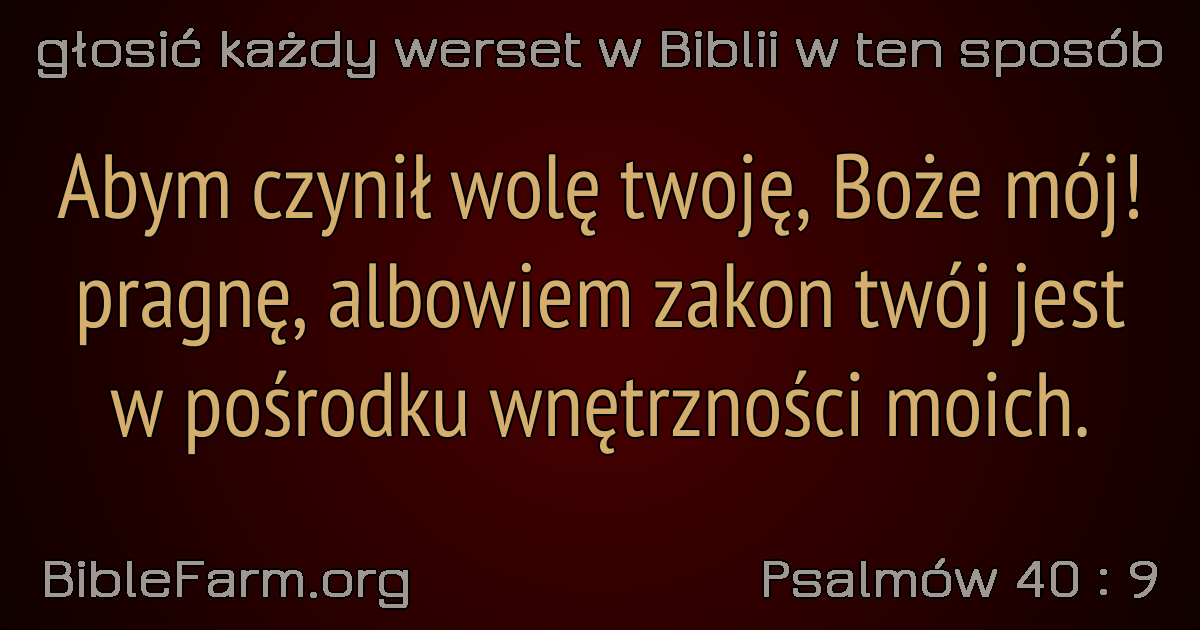 głosić każdy werset w Biblii w ten sposób
Abym czynił wolę twoję, Boże mój!
pragnę, albowiem zakon twój jest
w pośrodku wnętrzności moich.
BibleFarm.org
Psalmów 40 : 9